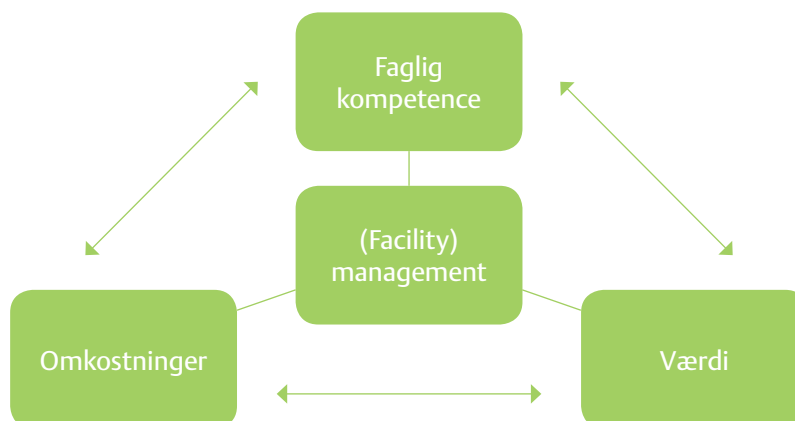 Faglig
kompetence
(Facility)
management
Omkostninger
Værdi